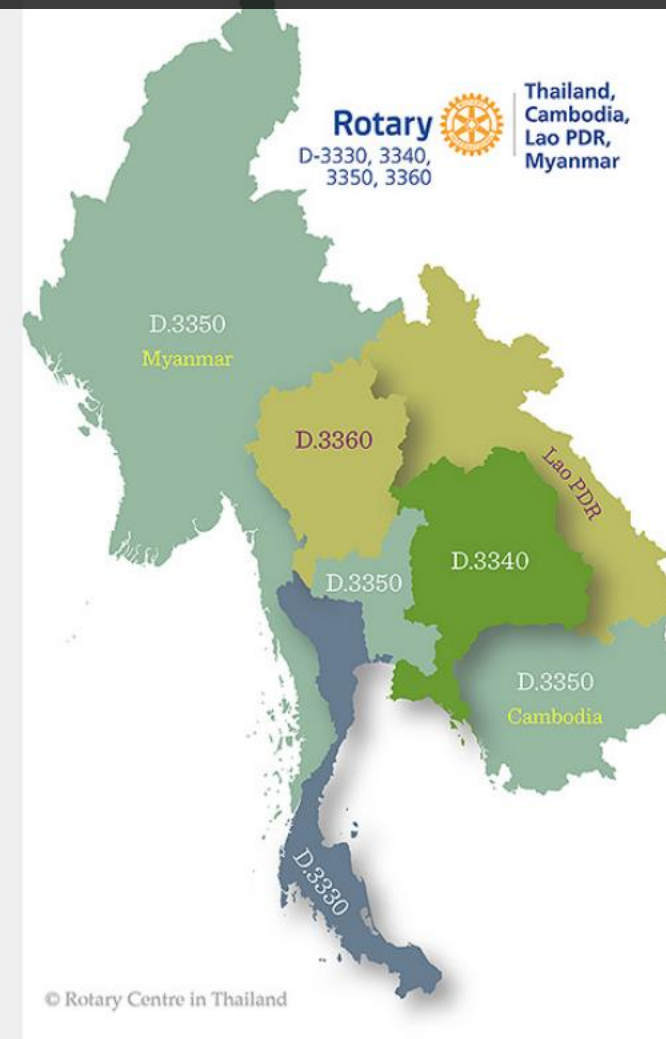 Rotary
D-3330, 3340,
3350, 3360
Thailand,
Cambodia,
Lao PDR,
Myanmar
D.3350
Myanmar
D.3360
Lao PDR
D.3340
D.3350
D.3350
Cambodia
D.3330
© Rotary Centre in Thailand